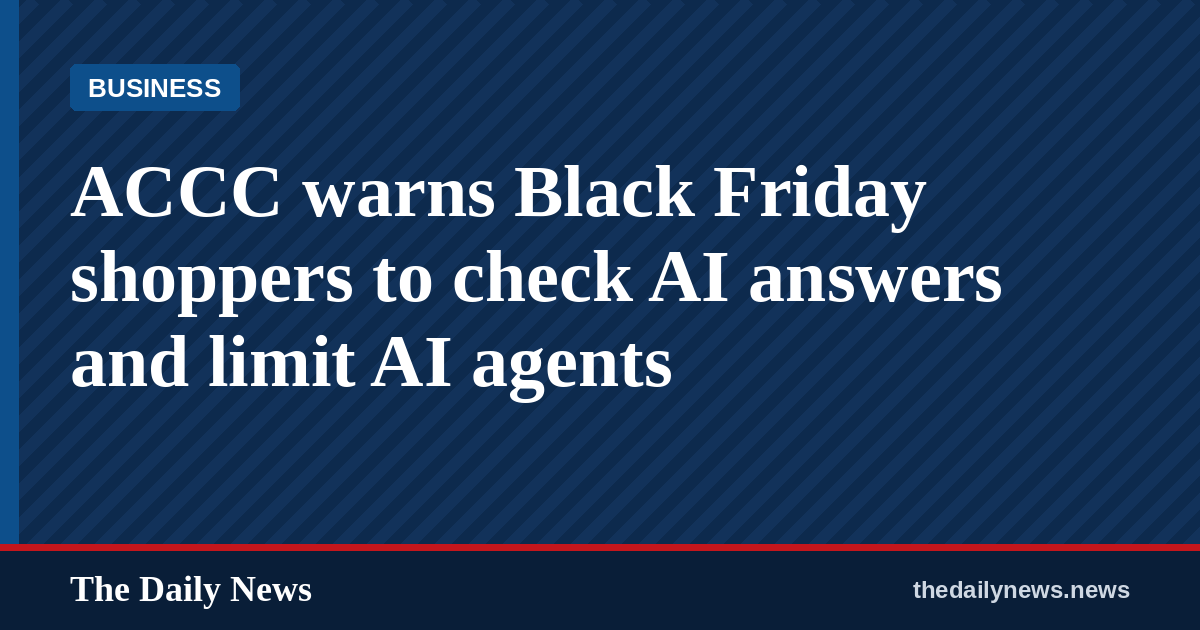 BUSINESS
ACCC warns Black Friday
shoppers to check AI answers
and limit AI agents
The Daily News
thedailynews.news